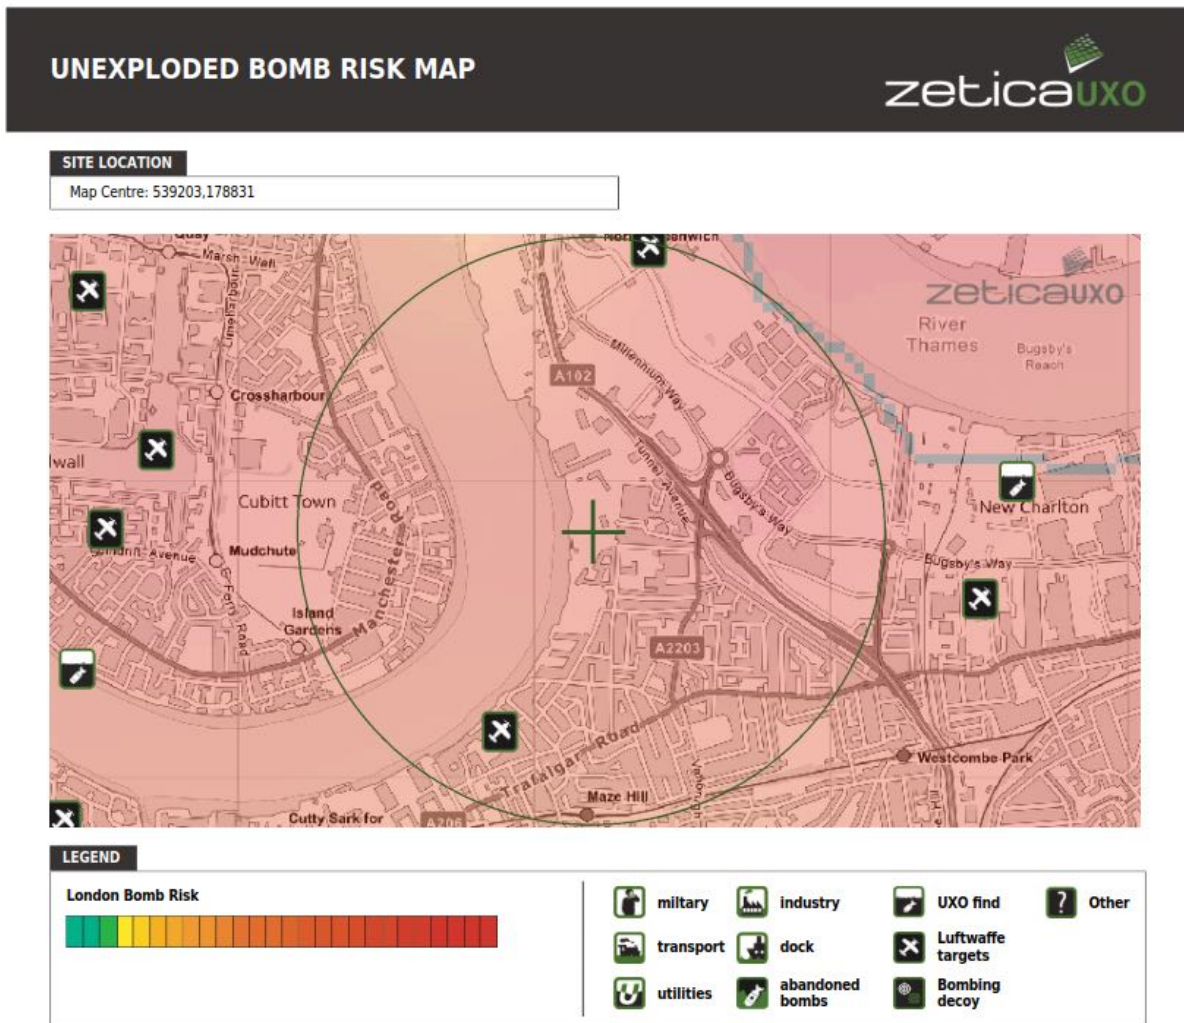 UNEXPLODED BOMB RISK MAP
zeticauxo
SITE LOCATION
Map Centre: 539203,178831
Quay
Marsh Wall
Limeharbour
Crossharbour
lwall
Cubitt Town
Manchester Road
Mudchute
Avenue
E Ferry Road
Island
Gardens
Cutty Sark for
A206
Trafalgar Road
Maze Hill
A2203
Westcombe Park
A102
Millennium Way
Tunnel Avenue
Bugsby's Way
Bugsby's Way
New Charlton
River
Thames
Bugsby's
Reach
zeticauxo
LEGEND
London Bomb Risk
miltary
industry
UXO find
Other
transport
dock
Luftwaffe
targets
utilities
abandoned
bombs
Bombing
decoy
?